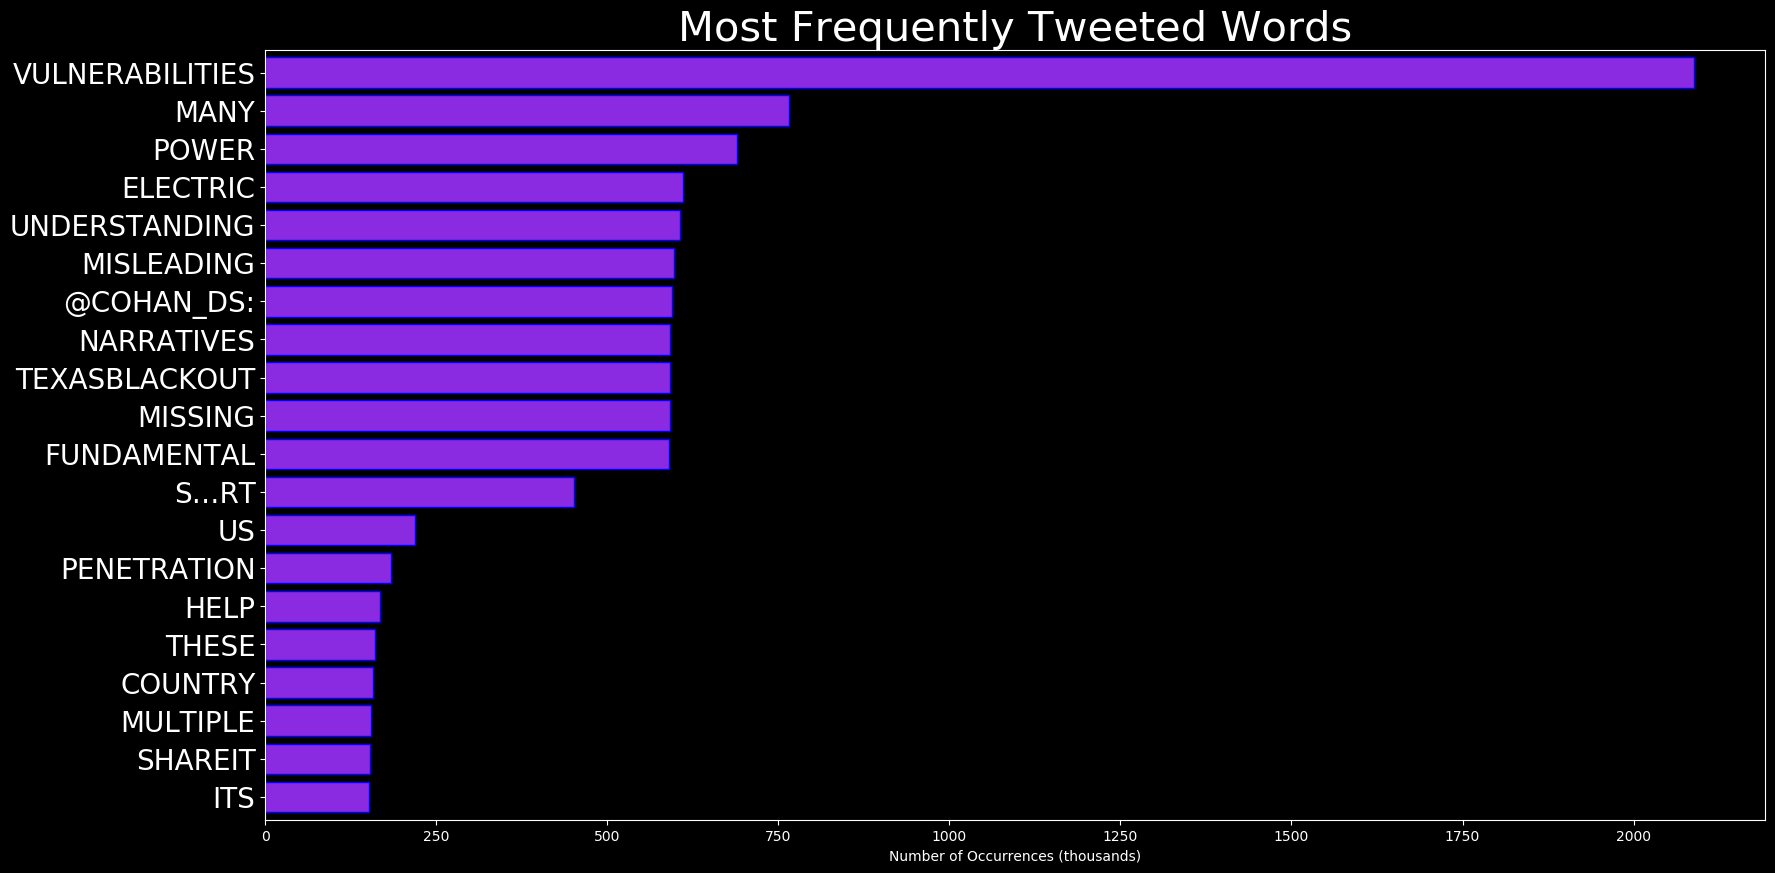 Most Frequently Tweeted Words
VULNERABILITIES
MANY
POWER
ELECTRIC
UNDERSTANDING
MISLEADING
@COHAN_DS:
NARRATIVES
TEXASBLACKOUT
MISSING
FUNDAMENTAL
S…RT
US
PENETRATION
HELP
THESE
COUNTRY
MULTIPLE
SHAREIT
ITS
0 250 500 750 1000 1250 1500 1750 2000
Number of Occurrences (thousands)